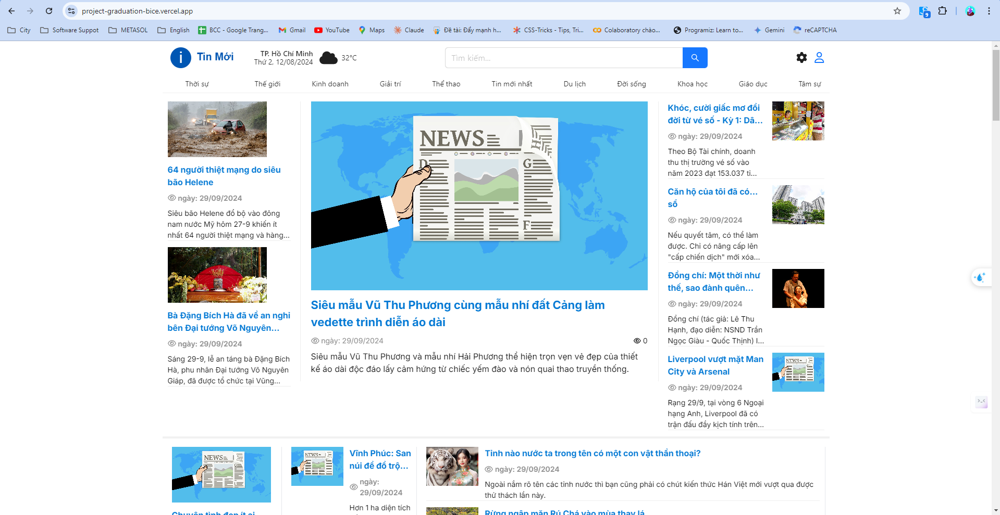 project-graduation-bice.vercel.app
City
Software Suppot
METASOL
English
BCC - Google Trang...
Gmail
YouTube
Maps
Claude
Đề tài: Đẩy mạnh h...
CSS-Tricks - Tips, Tri...
Colaboratory chào...
Programiz: Learn to...
Gemini
reCAPTCHA
9
i
Tin Mới
TP. Hồ Chí Minh
Thứ 2, 12/08/2024
32°C
Tìm kiếm...
Thời sự
Thế giới
Kinh doanh
Giải trí
Thể thao
Tin mới nhất
Du lịch
Đời sống
Khoa học
Giáo dục
Tâm sự
64 người thiệt mạng do siêu
bão Helene
ngày: 29/09/2024
Siêu bão Helene đổ bộ vào đông
nam nước Mỹ hôm 27-9 khiến ít
nhất 64 người thiệt mạng và hàng...
Bà Đặng Bích Hà đã về an nghỉ
bên Đại tướng Võ Nguyên...
ngày: 29/09/2024
Sáng 29-9, lễ an táng bà Đặng Bích
Hà, phu nhân Đại tướng Võ Nguyên
Giáp, đã được tổ chức tại Vũng...
NEWS
H
D
G
F
Siêu mẫu Vũ Thu Phương cùng mẫu nhí đất Cảng làm
vedette trình diễn áo dài
ngày: 29/09/2024
0
Siêu mẫu Vũ Thu Phương và mẫu nhí Hải Phương thể hiện trọn vẹn vẻ đẹp của thiết
kế áo dài độc đáo lấy cảm hứng từ chiếc yếm đào và nón quai thao truyền thống.
Khóc, cười giấc mơ đổi
đời từ vé số - Kỳ 1: Dâ...
ngày: 29/09/2024
Theo Bộ Tài chính, doanh
thu thị trường vé số vào
năm 2023 đạt 153.037 tỉ...
Căn hộ của tôi đã có...
sổ
ngày: 29/09/2024
Nếu quyết tâm, có thể làm
được. Chỉ có nâng cấp lên
"cấp chiến dịch" mới xóa...
Đồng chí: Một thời như
thế, sao đành quên...
ngày: 29/09/2024
Đồng chí (tác giả: Lê Thu
Hạnh, đạo diễn: NSND Trần
Ngọc Giàu - Quốc Thịnh) l...
Liverpool vượt mặt Man
City và Arsenal
NEWS
ngày: 29/09/2024
Rạng 29/9, tại vòng 6 Ngoại
hạng Anh, Liverpool đã có
trận đấu đầy kịch tính trên...
NEWS
Chuyện tình đẹp ít ai
NEWS
Vĩnh Phúc: San
núi để đổ trộ...
ngày:
29/09/2024
Hơn 1 ha diện tích
Tỉnh nào nước ta trong tên có một con vật thần thoại?
ngày: 29/09/2024
Ngoài nắm rõ tên các tỉnh nước thì bạn cũng phải có chút kiến thức Hán Việt mới vượt qua được
thử thách lần này.
Rừng ngập mặn Rú Chá vào mùa thay lá